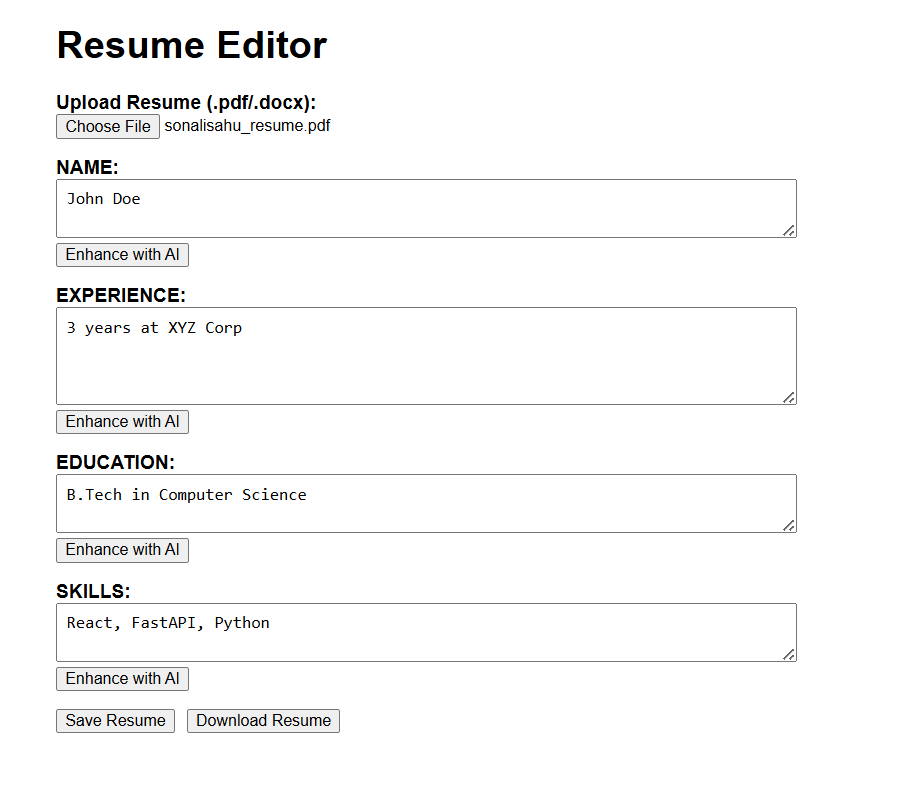 Resume Editor
Upload Resume (.pdf/.docx):
Choose File sonalisahu_resume.pdf
NAME:
John Doe
Enhance with AI
EXPERIENCE:
3 years at XYZ Corp
Enhance with AI
EDUCATION:
B.Tech in Computer Science
Enhance with AI
SKILLS:
React, FastAPI, Python
Enhance with AI
Save Resume Download Resume